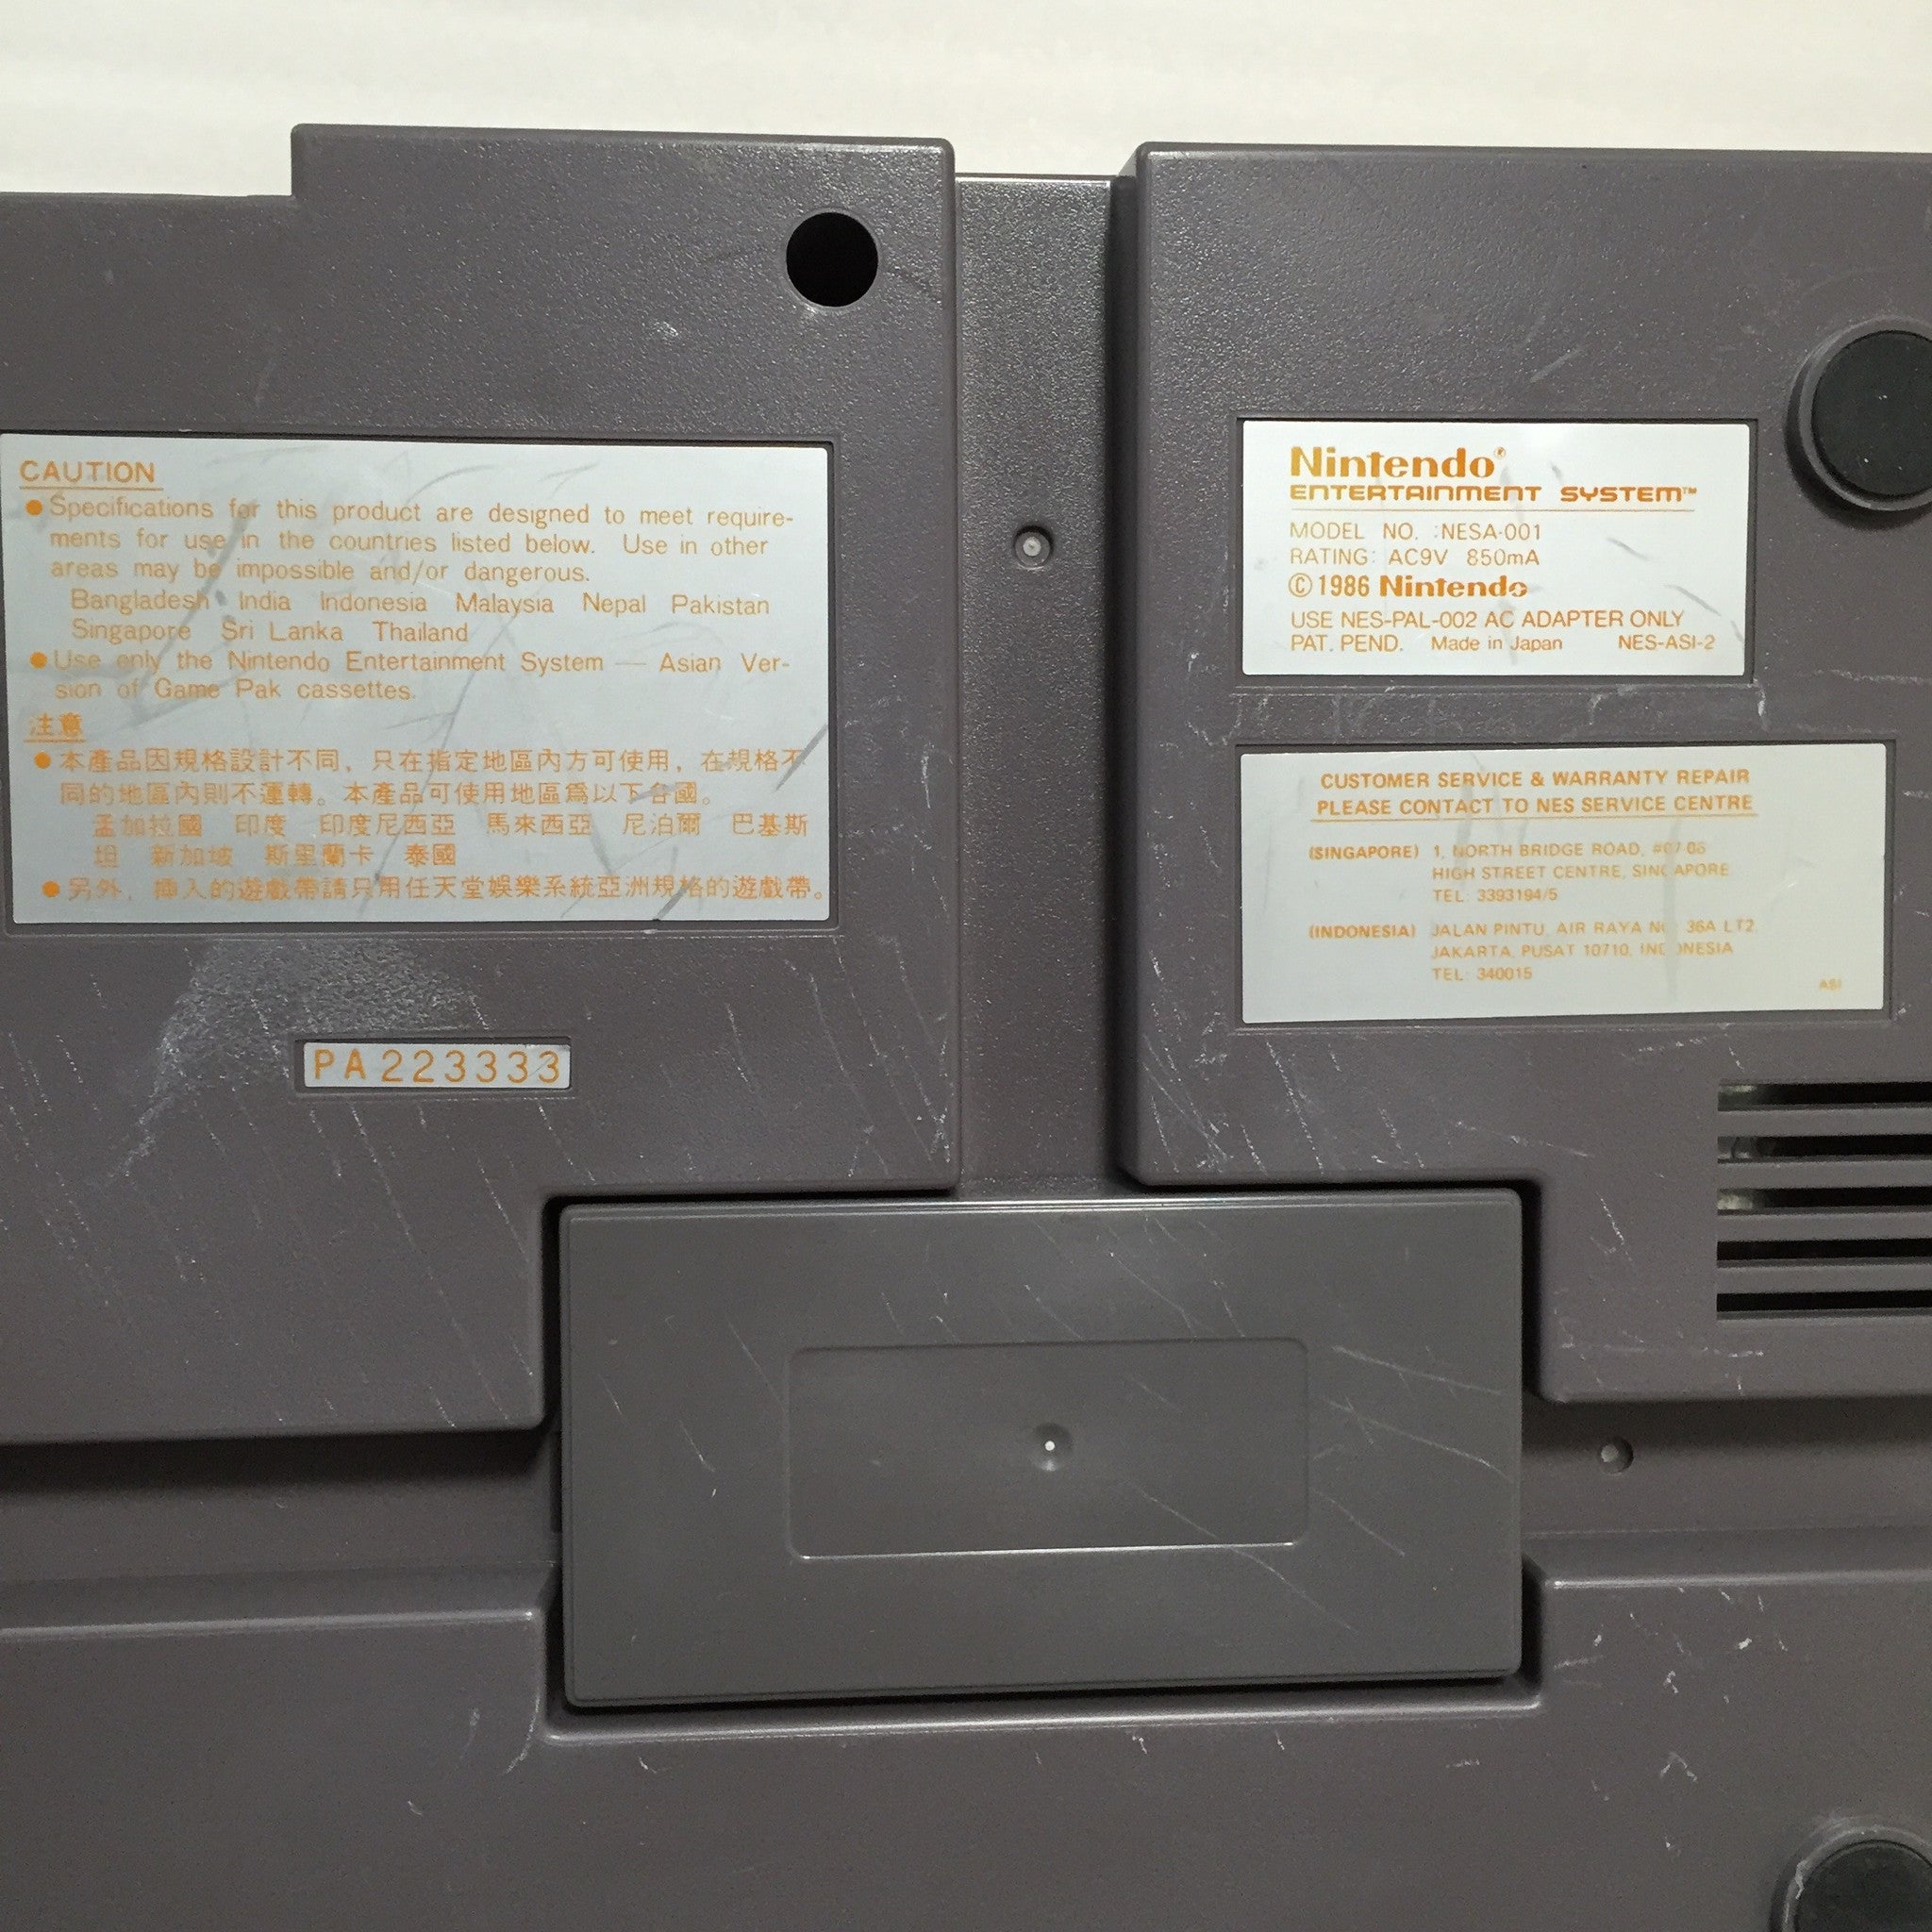 CAUTION
● Specifications for this product are designed to meet require-
ments for use in the countries listed below. Use in other
areas may be impossible and/or dangerous.
Bangladesh India Indonesia Malaysia Nepal Pakistan
Singapore Sri Lanka Thailand
● Use only the Nintendo Entertainment System — Asian Ver-
sion of Game Pak cassettes.
注意
● 本產品因規格設計不同，只在指定地區內方可使用，在規格不
同的地區內則不運轉。本產品可使用地區爲以下各國。
孟加拉國 印度 印度尼西亞 馬來西亞 尼泊爾 巴基斯
坦 新加坡 斯里蘭卡 泰國
● 另外，揷入的遊戲帶請只用任天堂娛樂系統亞洲規格的遊戲帶。
PA223333
Nintendo®
ENTERTAINMENT SYSTEM™
MODEL NO. :NESA-001
RATING: AC9V 850mA
© 1986 Nintendo
USE NES-PAL-002 AC ADAPTER ONLY
PAT. PEND. Made in Japan NES-ASI-2
CUSTOMER SERVICE & WARRANTY REPAIR
PLEASE CONTACT TO NES SERVICE CENTRE
(SINGAPORE) 1, NORTH BRIDGE ROAD,
HIGH STREET CENTRE, SINGAPORE
TEL: 3393194/5
(INDONESIA) JALAN PINTU, AIR RAYA NO 36A LT2,
JAKARTA, PUSAT 10710, INDONESIA
TEL: 340015
ASI